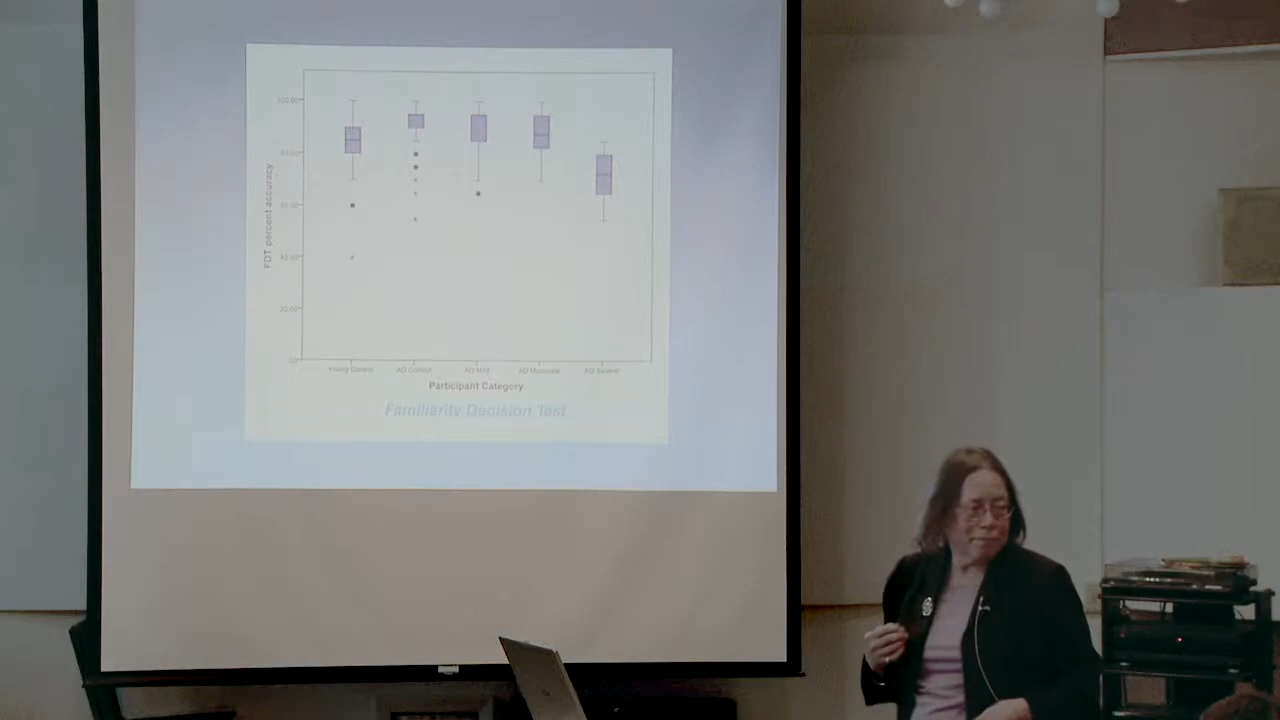 100.00
80.00
60.00
40.00
20.00
.00
FDT percent accuracy
Young Control
AD Control
AD Mild
AD Moderate
AD Severe
Participant Category
Familiarity Decision Test